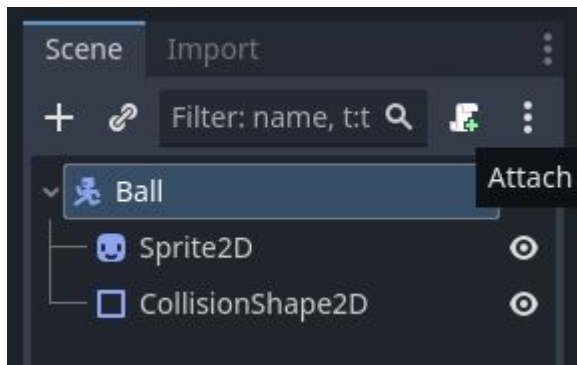 Scene Import
Filter: name, t:t
Attach
Ball
Sprite2D
CollisionShape2D